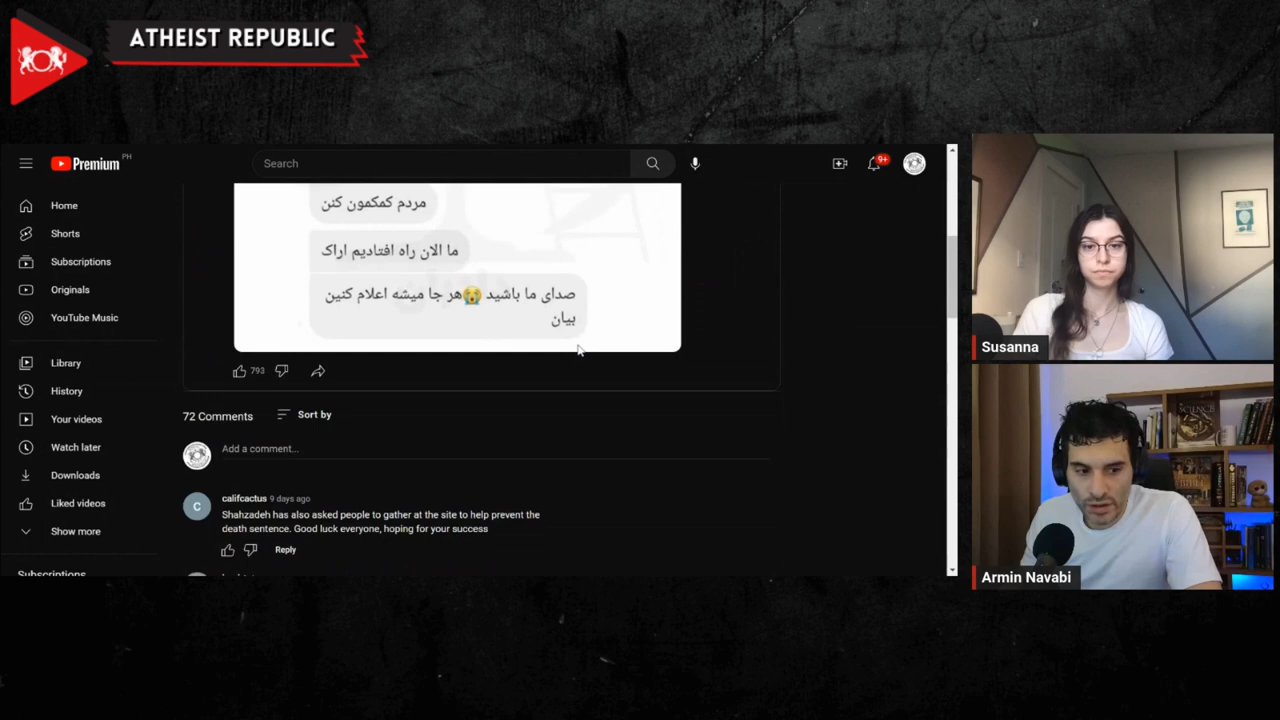 ATHEIST REPUBLIC
Premium PH
Search
9+
Home
Shorts
Subscriptions
Originals
YouTube Music
Library
History
Your videos
Watch later
Downloads
Liked videos
Show more
Subscriptions
مردم کمکمون کنن
ما الان راه افتادیم اراک
صدای ما باشید 😭هر جا میشه اعلام کنین
بیان
793
72 Comments
Sort by
Add a comment...
C
califcactus 9 days ago
Shahzadeh has also asked people to gather at the site to help prevent the
death sentence. Good luck everyone, hoping for your success
Reply
Susanna
SCIENCE
Armin Navabi